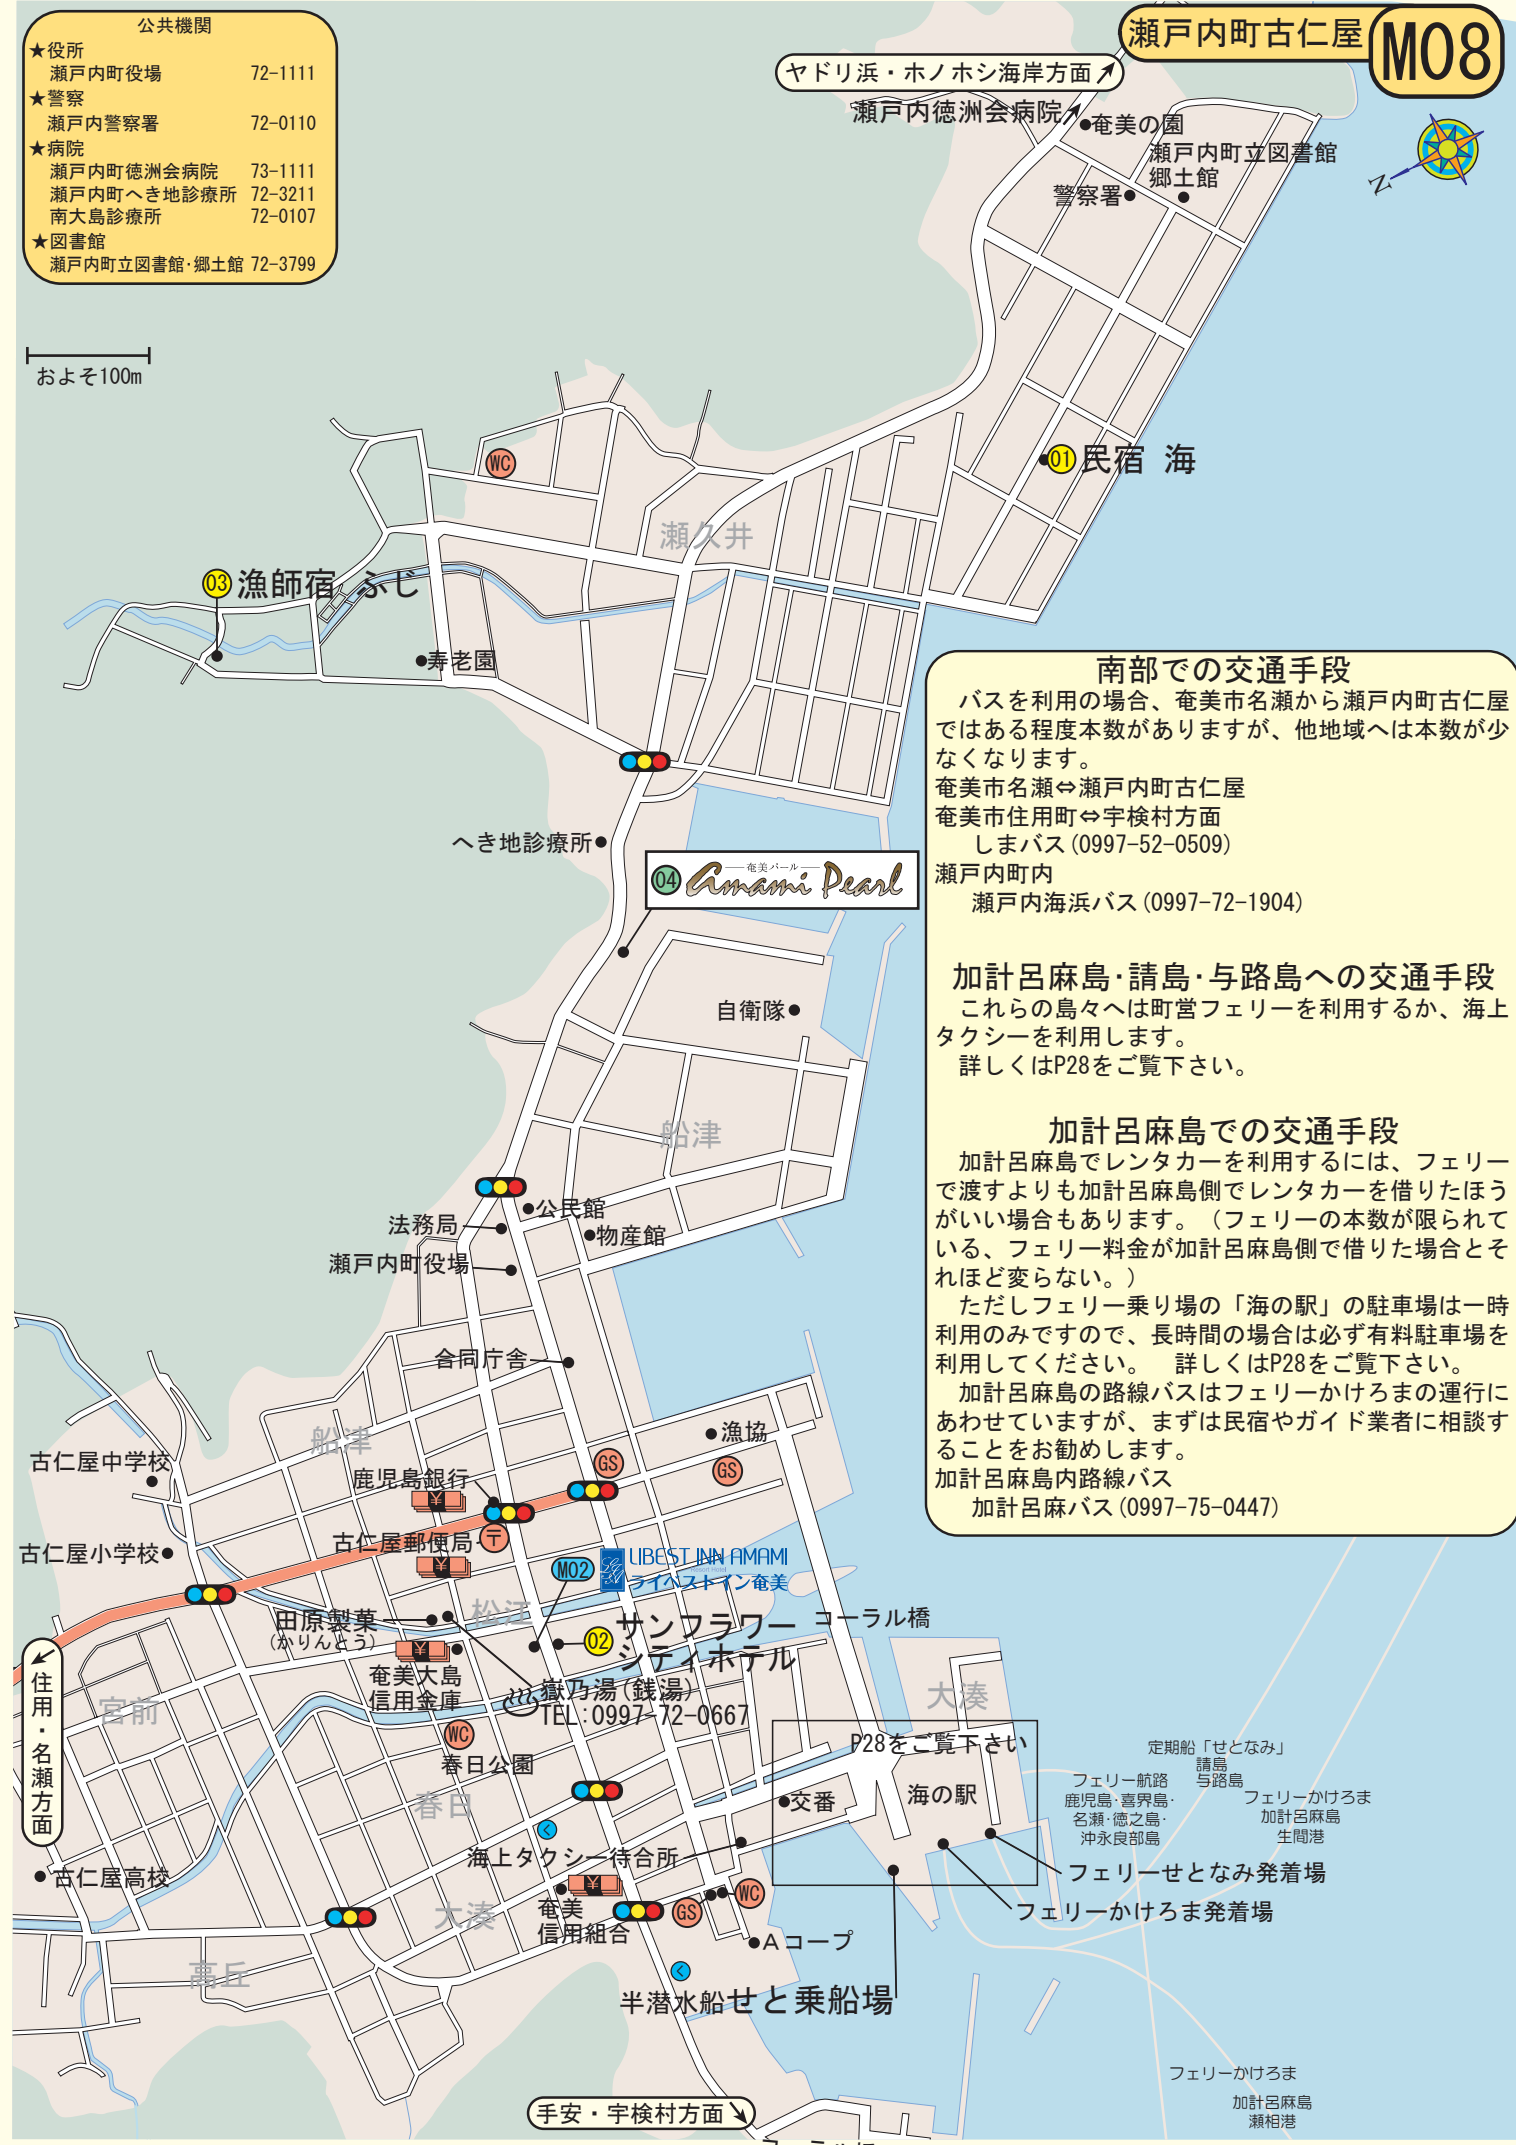 公共機関
★役所
瀬戸内町役場 72-1111
★警察
瀬戸内警察署 72-0110
★病院
瀬戸内町徳洲会病院 73-1111
瀬戸内町へき地診療所 72-3211
南大島診療所 72-0107
★図書館
瀬戸内町立図書館・郷土館 72-3799
およそ100m
瀬戸内町古仁屋
M08
ヤドリ浜・ホノホシ海岸方面
瀬戸内徳洲会病院
奄美の園
瀬戸内町立図書館
郷土館
警察署
N
01 民宿 海
WC
瀬久井
03 漁師宿 ふじ
寿老園
へき地診療所
04 奄美パール
Amami Pearl
自衛隊
船津
公民館
法務局
物産館
瀬戸内町役場
合同庁舎
南部での交通手段
バスを利用の場合、奄美市名瀬から瀬戸内町古仁屋
ではある程度本数がありますが、他地域へは本数が少
なくなります。
奄美市名瀬⇔瀬戸内町古仁屋
奄美市住用町⇔宇検村方面
しまバス(0997-52-0509)
瀬戸内町内
瀬戸内海浜バス(0997-72-1904)
加計呂麻島・請島・与路島への交通手段
これらの島々へは町営フェリーを利用するか、海上
タクシーを利用します。
詳しくはP28をご覧下さい。
加計呂麻島での交通手段
加計呂麻島でレンタカーを利用するには、フェリー
で渡すよりも加計呂麻島側でレンタカーを借りたほう
がいい場合もあります。（フェリーの本数が限られて
いる、フェリー料金が加計呂麻島側で借りた場合とそ
れほど変らない。）
ただしフェリー乗り場の「海の駅」の駐車場は一時
利用のみですので、長時間の場合は必ず有料駐車場を
利用してください。 詳しくはP28をご覧下さい。
加計呂麻島の路線バスはフェリーかけろまの運行に
あわせていますが、まずは民宿やガイド業者に相談す
ることをお勧めします。
加計呂麻島内路線バス
加計呂麻バス(0997-75-0447)
船津
漁協
GS
GS
古仁屋中学校
鹿児島銀行
古仁屋郵便局
〒
古仁屋小学校
M02
LIBEST INN AMAMI
Resort Hotel
ライベストイン奄美
松江
田原製菓
(かりんとう)
02 サンフラワー
シティホテル
コーラル橋
奄美大島
信用金庫
嶽乃湯(銭湯)
TEL:0997-72-0667
住用・名瀬方面
宮前
WC
春日公園
春日
大湊
P28をご覧下さい
交番
海の駅
定期船「せとなみ」
請島
与路島
フェリー航路
鹿児島・喜界島・
名瀬・徳之島・
沖永良部島
フェリーかけろま
加計呂麻島
生間港
海上タクシー待合所
フェリーせとなみ発着場
フェリーかけろま発着場
古仁屋高校
大湊
奄美
信用組合
GS
WC
Aコープ
高丘
半潜水船せと乗船場
手安・宇検村方面
フェリーかけろま
加計呂麻島
瀬相港